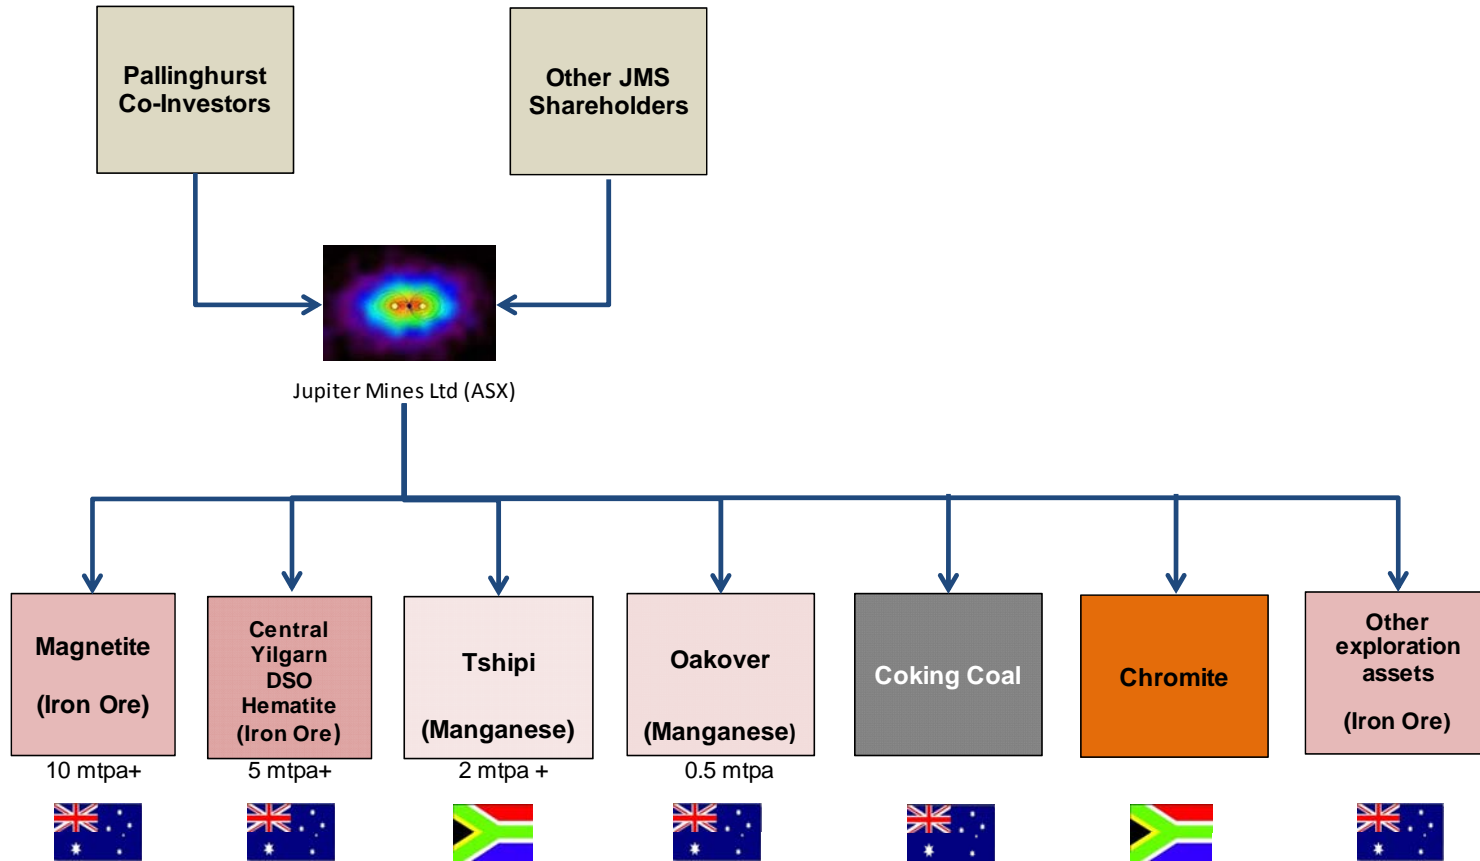 Pallinghurst
Co-Investors
Other JMS
Shareholders
Jupiter Mines Ltd (ASX)
Magnetite
(Iron Ore)
10 mtpa+
Central
Yilgarn
DSO
Hematite
(Iron Ore)
5 mtpa+
Tshipi
(Manganese)
2 mtpa +
Oakover
(Manganese)
0.5 mtpa
Coking Coal
Chromite
Other
exploration
assets
(Iron Ore)